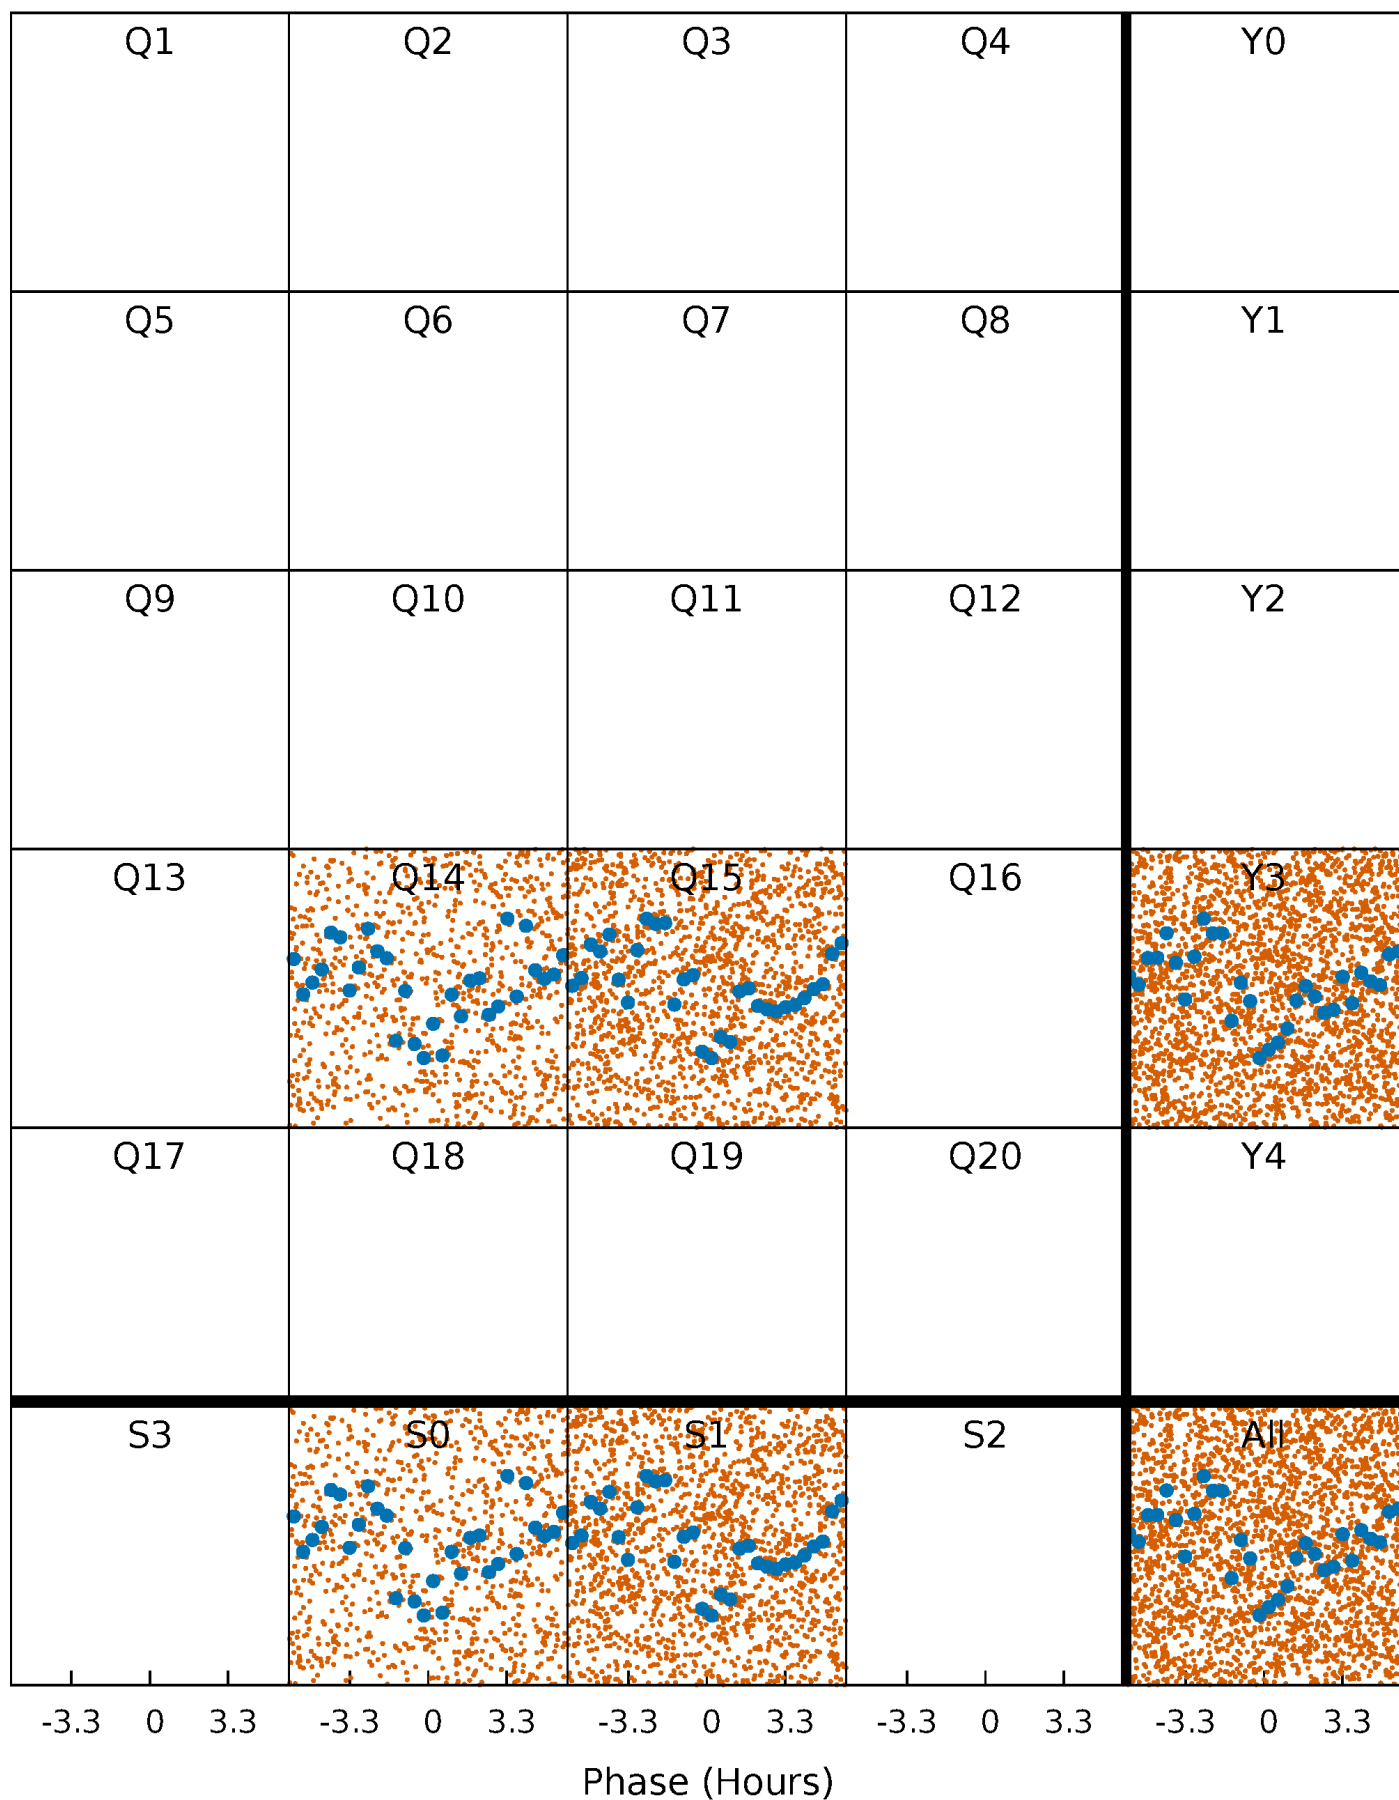 Q1 Q2 Q3 Q4 Y0
Q5 Q6 Q7 Q8 Y1
Q9 Q10 Q11 Q12 Y2
Q13 Q14 Q15 Q16 Y3
Q17 Q18 Q19 Q20 Y4
S3 S0 S1 S2 All
-3.3 0 3.3 -3.3 0 3.3 -3.3 0 3.3 -3.3 0 3.3 -3.3 0 3.3
Phase (Hours)